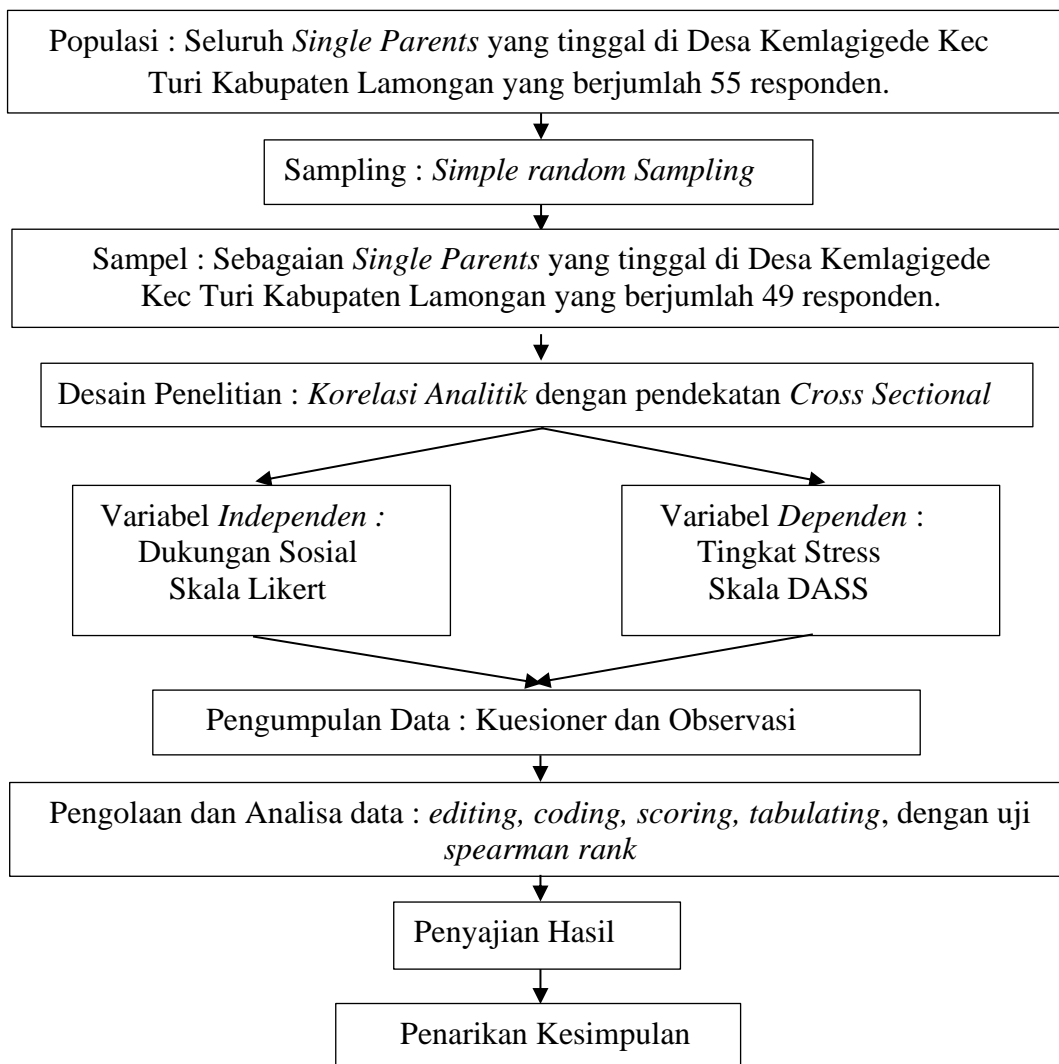 Populasi : Seluruh Single Parents yang tinggal di Desa Kemlagigede Kec
Turi Kabupaten Lamongan yang berjumlah 55 responden.
Sampling : Simple random Sampling
Sampel : Sebagaian Single Parents yang tinggal di Desa Kemlagigede
Kec Turi Kabupaten Lamongan yang berjumlah 49 responden.
Desain Penelitian : Korelasi Analitik dengan pendekatan Cross Sectional
Variabel Independen :
Dukungan Sosial
Skala Likert
Variabel Dependen :
Tingkat Stress
Skala DASS
Pengumpulan Data : Kuesioner dan Observasi
Pengolaan dan Analisa data : editing, coding, scoring, tabulating, dengan uji
spearman rank
Penyajian Hasil
Penarikan Kesimpulan